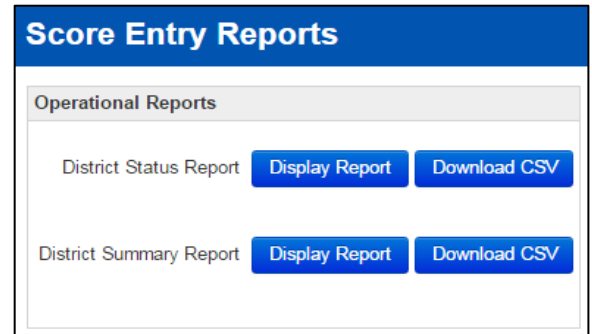 Score Entry Reports
Operational Reports
District Status Report Display Report Download CSV
District Summary Report Display Report Download CSV